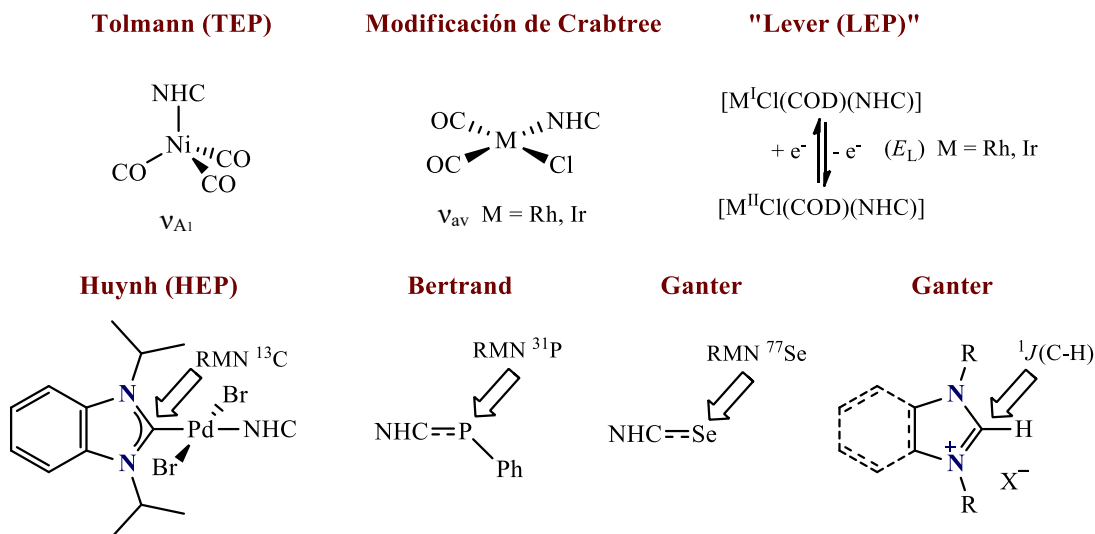 Tolmann (TEP)
Modificación de Crabtree
"Lever (LEP)"
NHC
Ni
CO
CO
CO
νA1
OC
NHC
M
OC
Cl
νav M = Rh, Ir
[MICl(COD)(NHC)]
+ e- - e- (EL) M = Rh, Ir
[MIICl(COD)(NHC)]
Huynh (HEP)
Bertrand
Ganter
Ganter
RMN 13C
N
Br
Pd
NHC
Br
N
RMN 31P
NHC
P
Ph
RMN 77Se
NHC
Se
1J(C-H)
R
N
H
N
+
X−
R